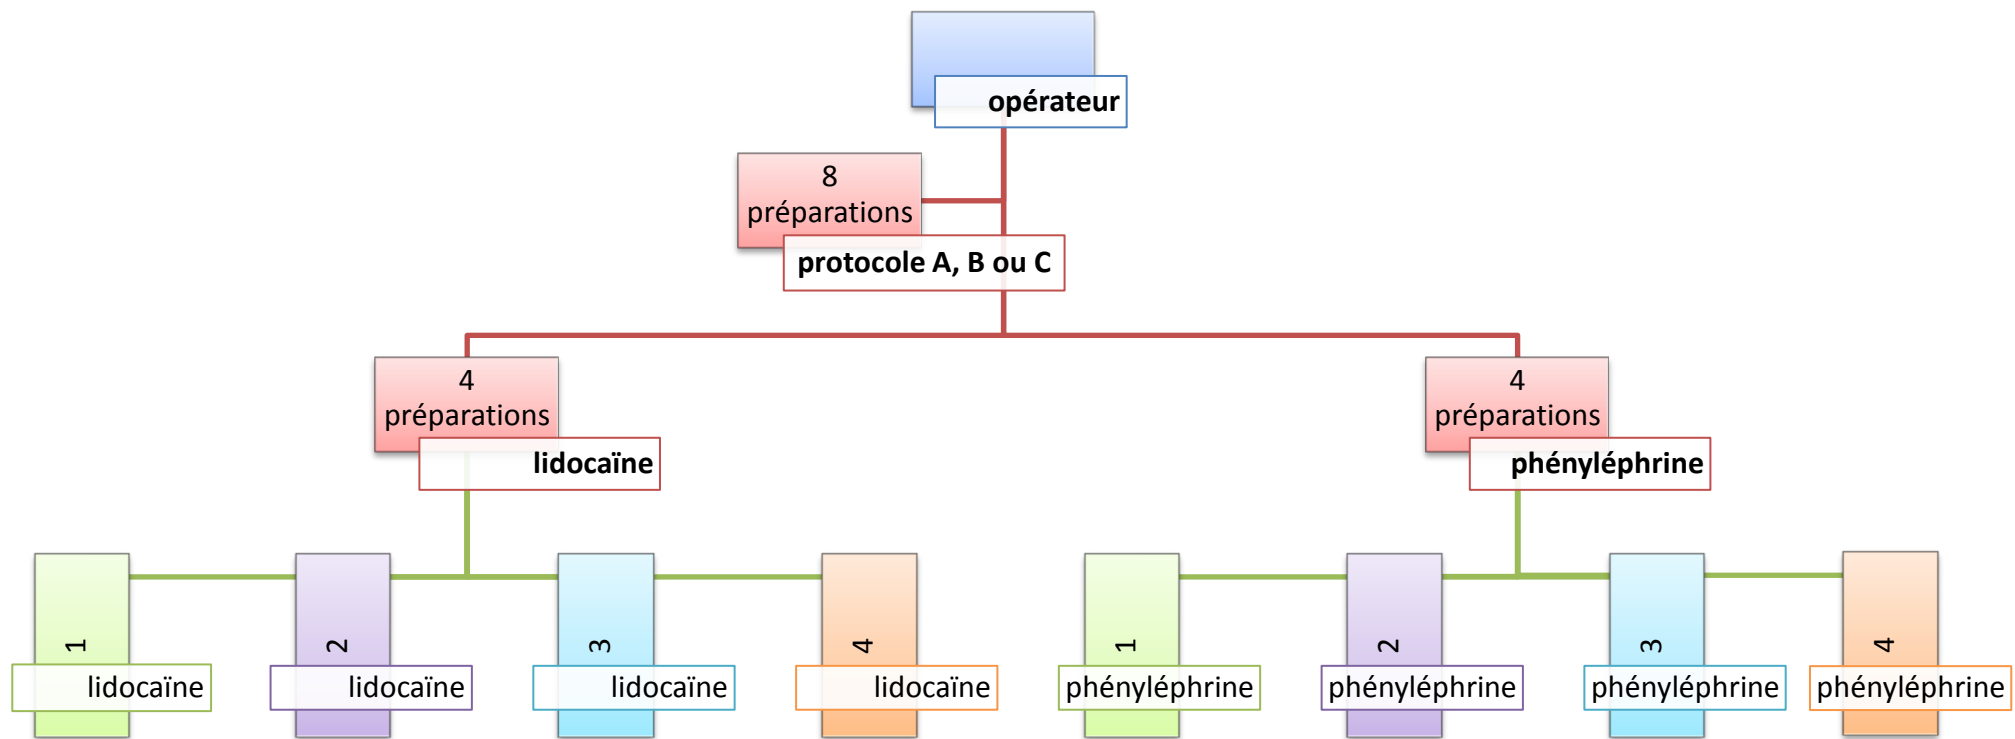 opérateur
8
préparations
protocole A, B ou C
4
préparations
lidocaïne
4
préparations
phényléphrine
1
lidocaïne
2
lidocaïne
3
lidocaïne
4
lidocaïne
1
phényléphrine
2
phényléphrine
3
phényléphrine
4
phényléphrine